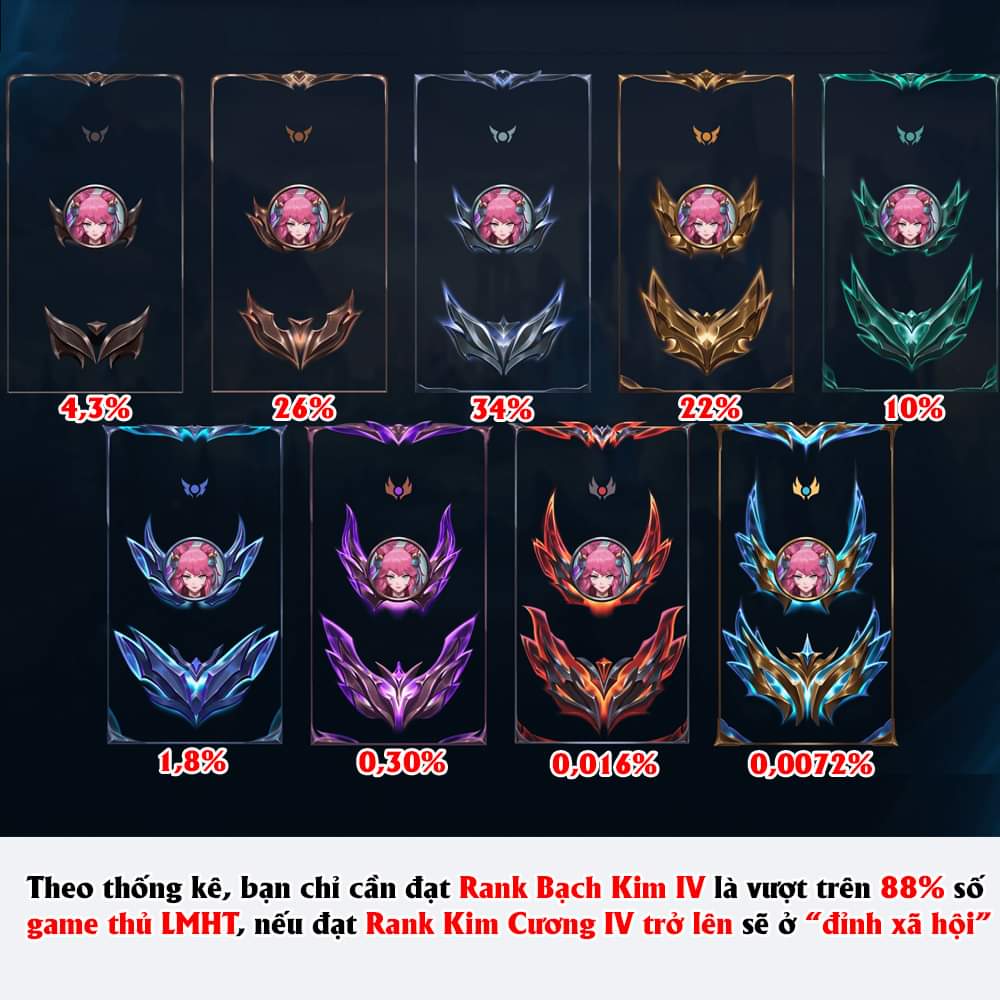 4,3% 26% 34% 22% 10%
1,8% 0,30% 0,016% 0,0072%
Theo thống kê, bạn chỉ cần đạt Rank Bạch Kim IV là vượt trên 88% số
game thủ LMHT, nếu đạt Rank Kim Cương IV trở lên sẽ ở “đỉnh xã hội”